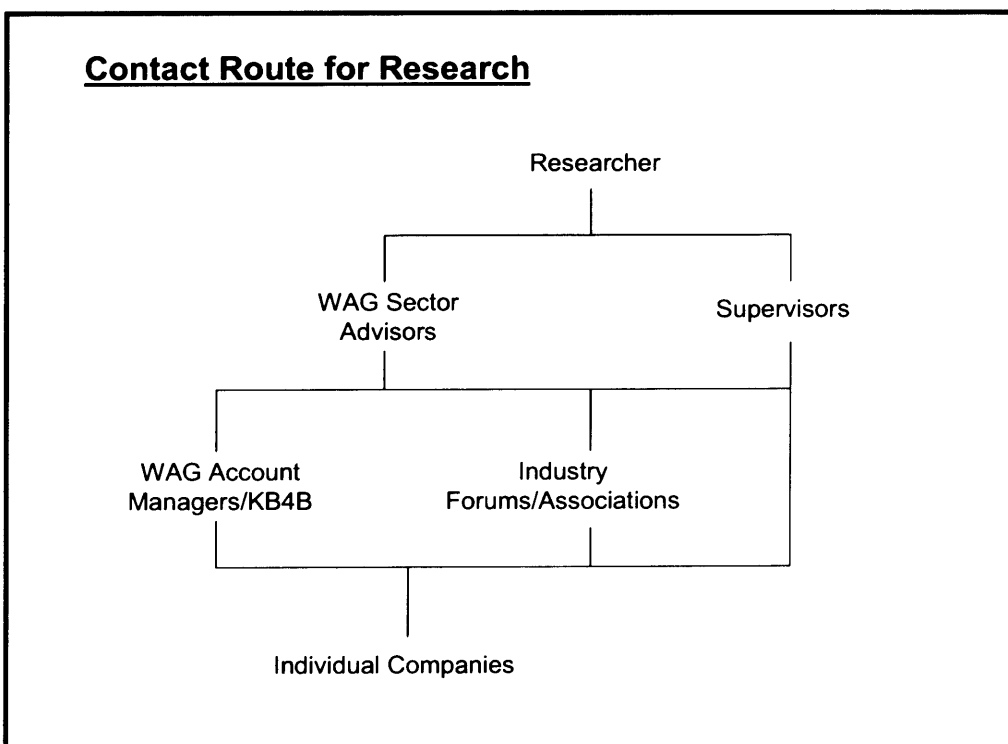 Contact Route for Research
Researcher
WAG Sector
Advisors
Supervisors
WAG Account
Managers/KB4B
Industry
Forums/Associations
Individual Companies